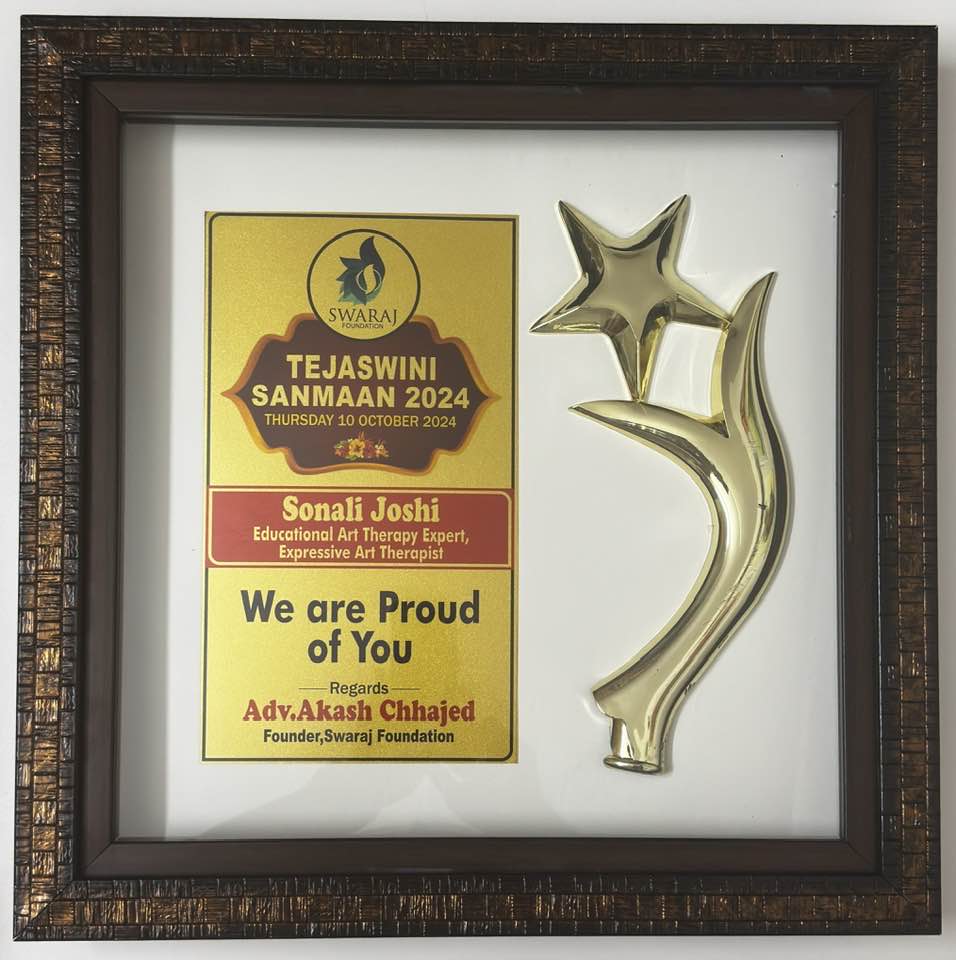 SWARAJ
FOUNDATION
TEJASWINI
SANMAAN 2024
THURSDAY 10 OCTOBER 2024
Sonali Joshi
Educational Art Therapy Expert,
Expressive Art Therapist
We are Proud
of You
Regards
Adv.Akash Chhajed
Founder,Swaraj Foundation